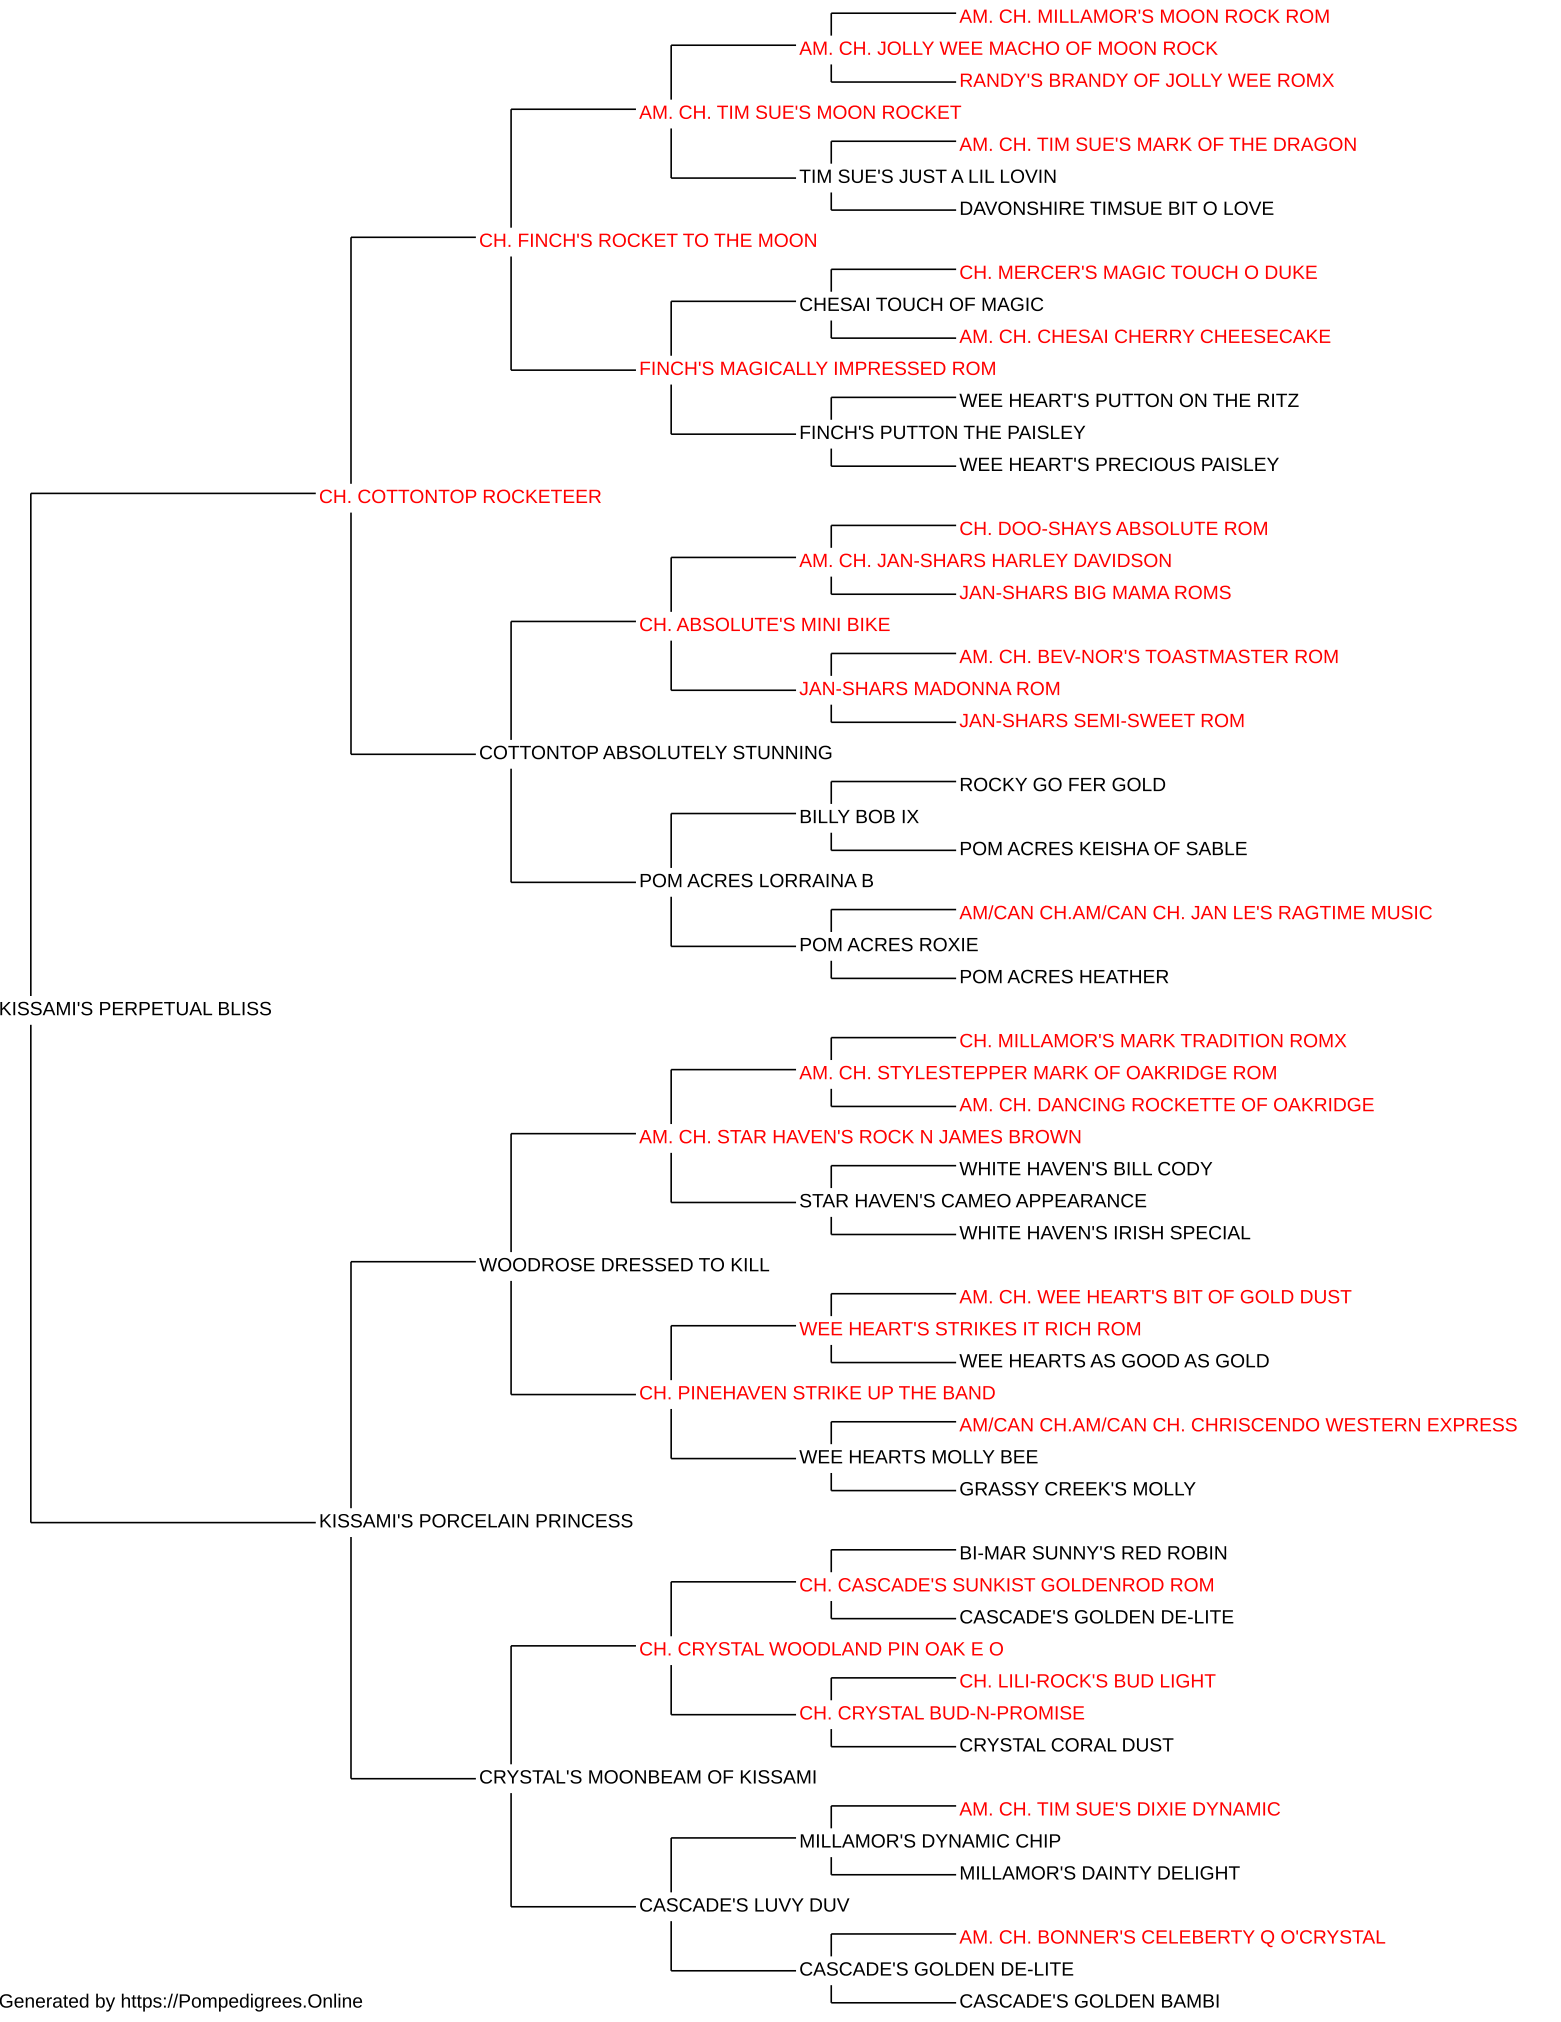 AM. CH. MILLAMOR'S MOON ROCK ROM
AM. CH. JOLLY WEE MACHO OF MOON ROCK
RANDY'S BRANDY OF JOLLY WEE ROMX
AM. CH. TIM SUE'S MOON ROCKET
AM. CH. TIM SUE'S MARK OF THE DRAGON
TIM SUE'S JUST A LIL LOVIN
DAVONSHIRE TIMSUE BIT O LOVE
CH. FINCH'S ROCKET TO THE MOON
CH. MERCER'S MAGIC TOUCH O DUKE
CHESAI TOUCH OF MAGIC
AM. CH. CHESAI CHERRY CHEESECAKE
FINCH'S MAGICALLY IMPRESSED ROM
WEE HEART'S PUTTON ON THE RITZ
FINCH'S PUTTON THE PAISLEY
WEE HEART'S PRECIOUS PAISLEY
CH. COTTONTOP ROCKETEER
CH. DOO-SHAYS ABSOLUTE ROM
AM. CH. JAN-SHARS HARLEY DAVIDSON
JAN-SHARS BIG MAMA ROMS
CH. ABSOLUTE'S MINI BIKE
AM. CH. BEV-NOR'S TOASTMASTER ROM
JAN-SHARS MADONNA ROM
JAN-SHARS SEMI-SWEET ROM
COTTONTOP ABSOLUTELY STUNNING
ROCKY GO FER GOLD
BILLY BOB IX
POM ACRES KEISHA OF SABLE
POM ACRES LORRAINA B
AM/CAN CH.AM/CAN CH. JAN LE'S RAGTIME MUSIC
POM ACRES ROXIE
POM ACRES HEATHER
KISSAMI'S PERPETUAL BLISS
CH. MILLAMOR'S MARK TRADITION ROMX
AM. CH. STYLESTEPPER MARK OF OAKRIDGE ROM
AM. CH. DANCING ROCKETTE OF OAKRIDGE
AM. CH. STAR HAVEN'S ROCK N JAMES BROWN
WHITE HAVEN'S BILL CODY
STAR HAVEN'S CAMEO APPEARANCE
WHITE HAVEN'S IRISH SPECIAL
WOODROSE DRESSED TO KILL
AM. CH. WEE HEART'S BIT OF GOLD DUST
WEE HEART'S STRIKES IT RICH ROM
WEE HEARTS AS GOOD AS GOLD
CH. PINEHAVEN STRIKE UP THE BAND
AM/CAN CH.AM/CAN CH. CHRISCENDO WESTERN EXPRESS
WEE HEARTS MOLLY BEE
GRASSY CREEK'S MOLLY
KISSAMI'S PORCELAIN PRINCESS
BI-MAR SUNNY'S RED ROBIN
CH. CASCADE'S SUNKIST GOLDENROD ROM
CASCADE'S GOLDEN DE-LITE
CH. CRYSTAL WOODLAND PIN OAK E O
CH. LILI-ROCK'S BUD LIGHT
CH. CRYSTAL BUD-N-PROMISE
CRYSTAL CORAL DUST
CRYSTAL'S MOONBEAM OF KISSAMI
AM. CH. TIM SUE'S DIXIE DYNAMIC
MILLAMOR'S DYNAMIC CHIP
MILLAMOR'S DAINTY DELIGHT
CASCADE'S LUVY DUV
AM. CH. BONNER'S CELEBERTY Q O'CRYSTAL
CASCADE'S GOLDEN DE-LITE
CASCADE'S GOLDEN BAMBI
Generated by https://Pompedigrees.Online